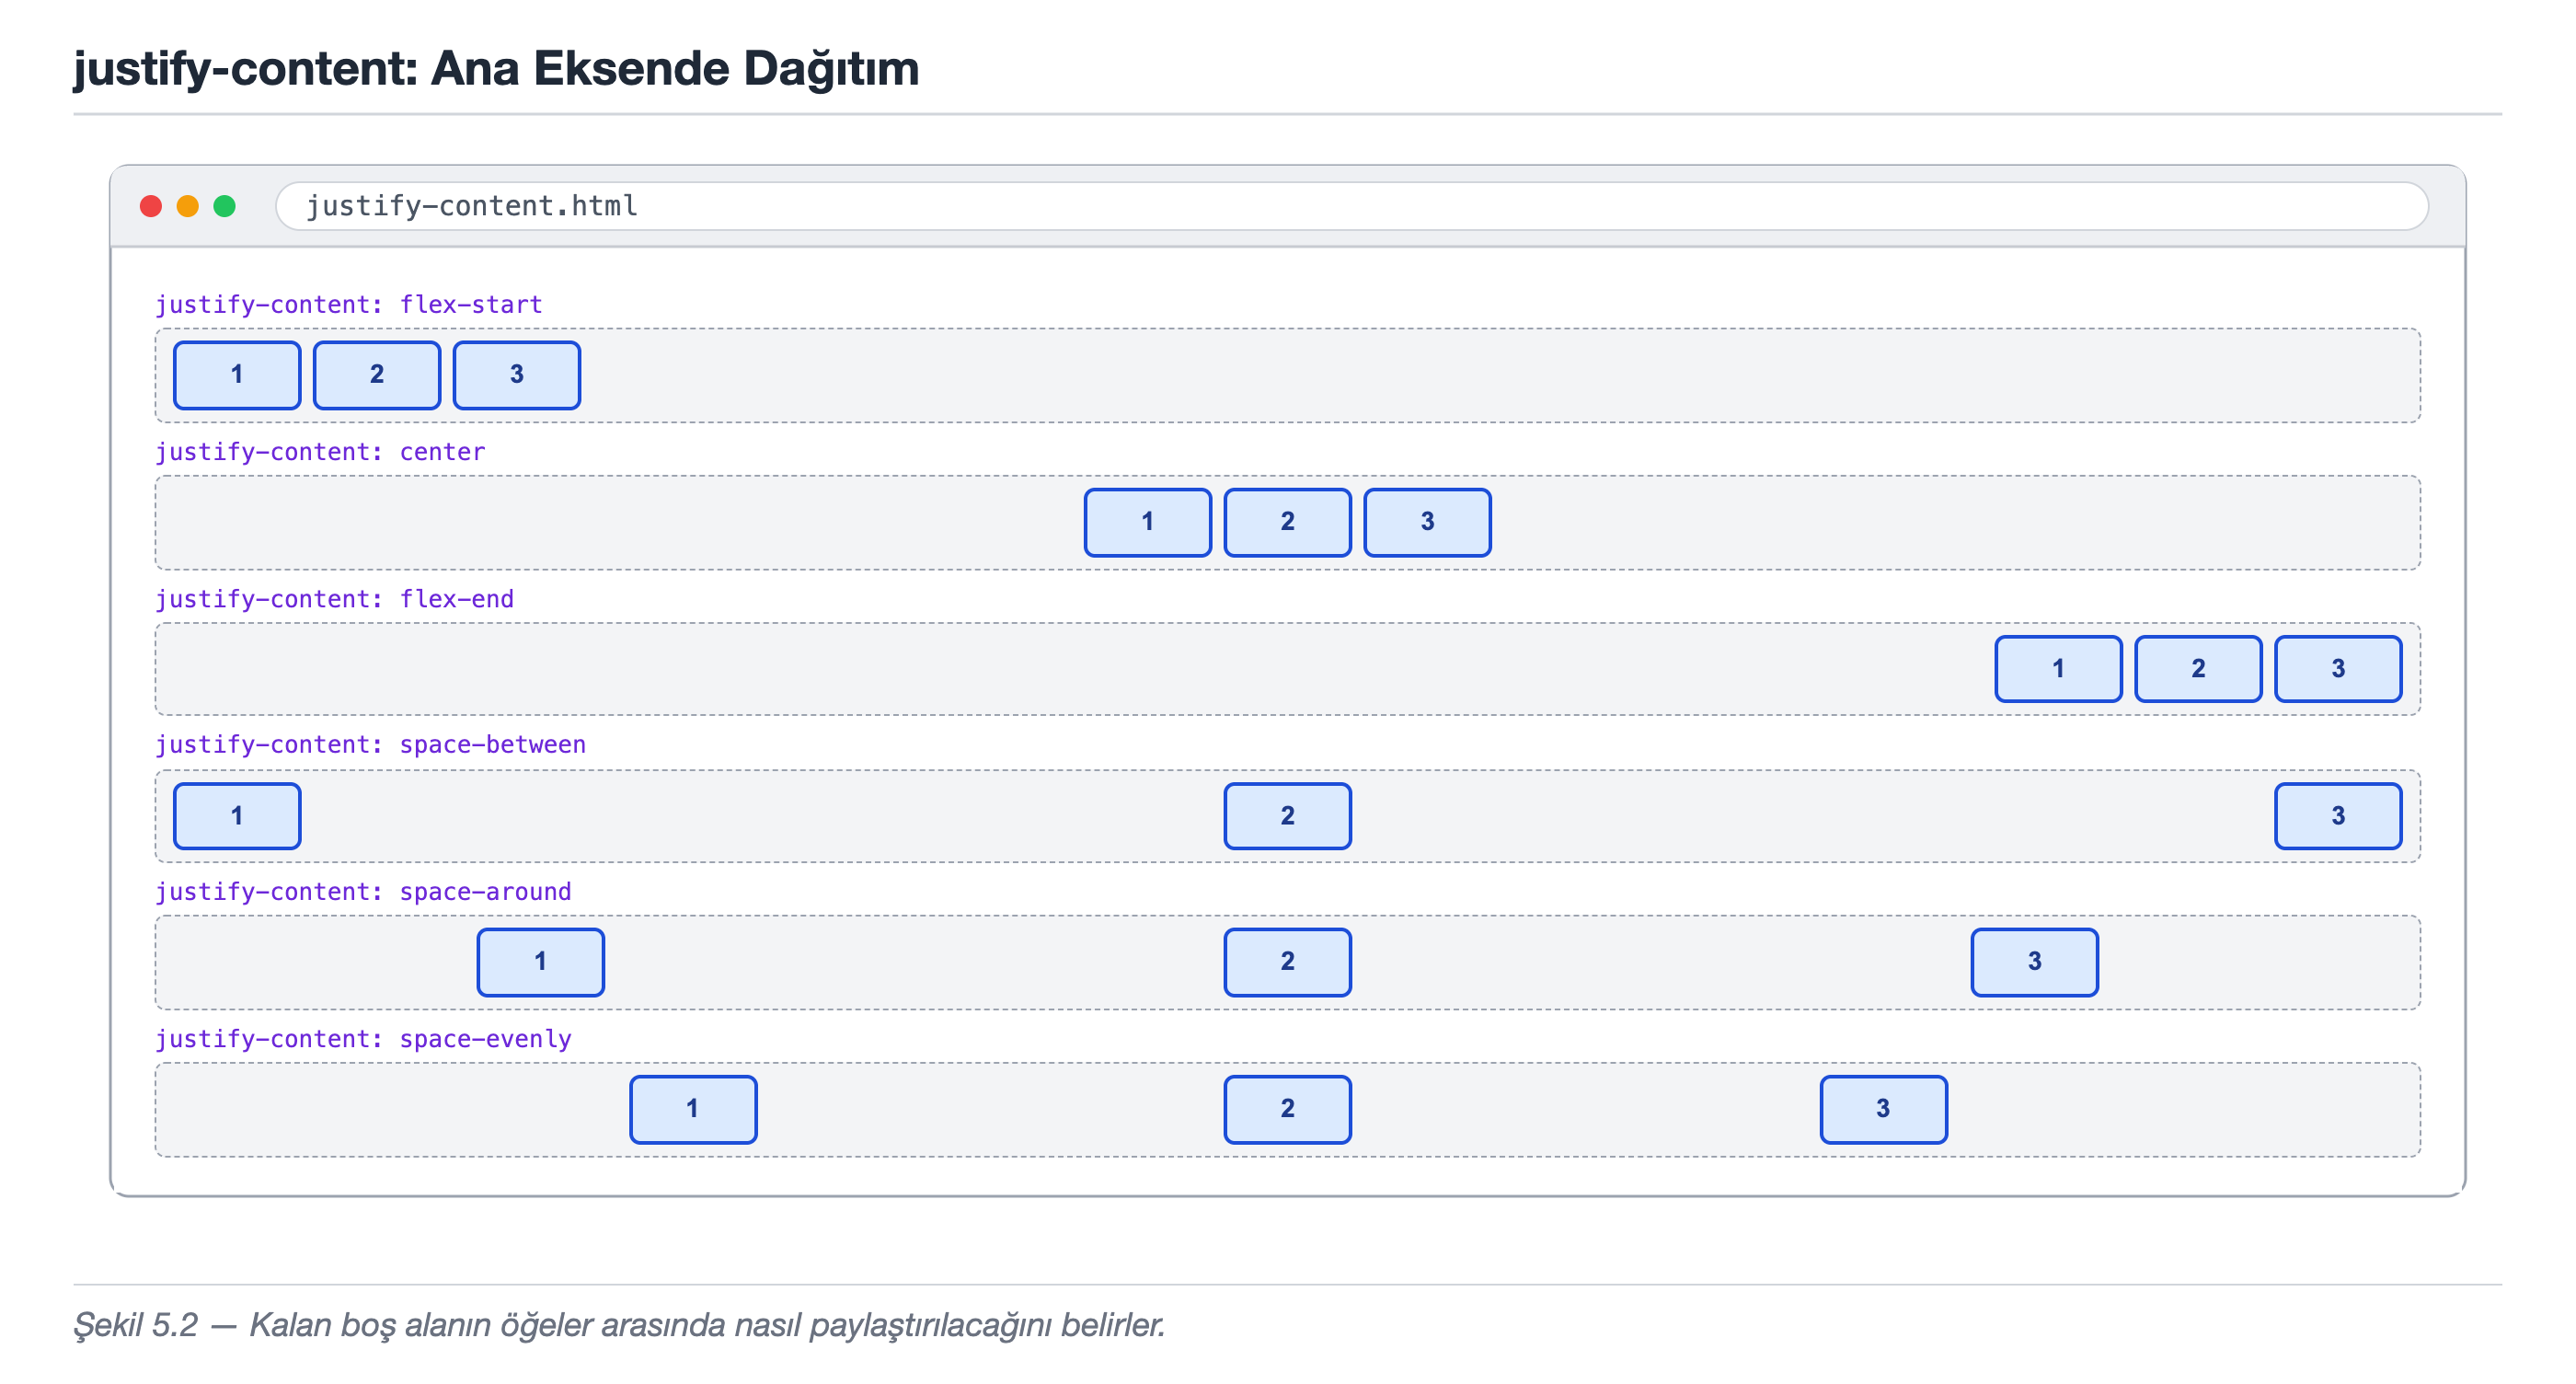 justify-content: Ana Eksende Dağıtım
justify-content.html
justify-content: flex-start
1 2 3
justify-content: center
1 2 3
justify-content: flex-end
1 2 3
justify-content: space-between
1 2 3
justify-content: space-around
1 2 3
justify-content: space-evenly
1 2 3
Şekil 5.2 — Kalan boş alanın öğeler arasında nasıl paylaştırılacağını belirler.